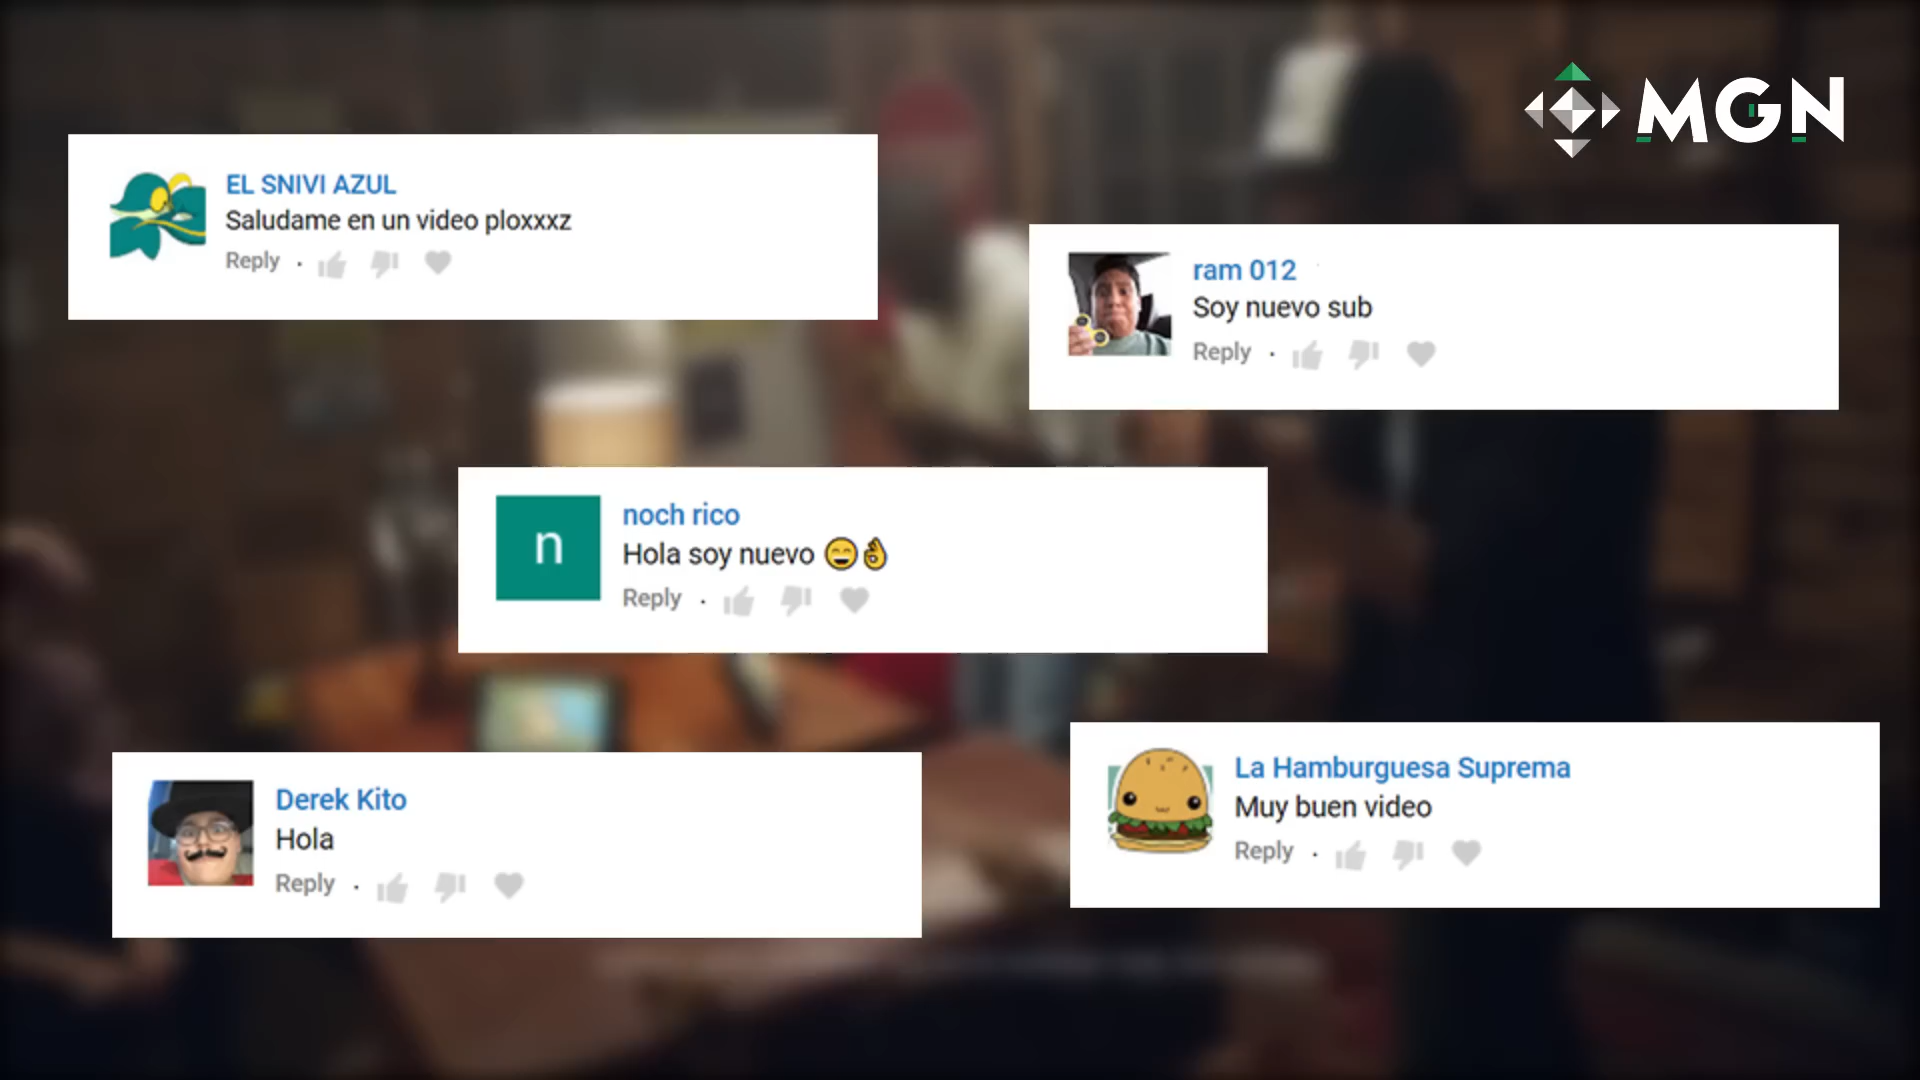 MGN
EL SNIVI AZUL
Saludame en un video ploxxxz
Reply
ram 012
Soy nuevo sub
Reply
n
noch rico
Hola soy nuevo 😄👌
Reply
Derek Kito
Hola
Reply
La Hamburguesa Suprema
Muy buen video
Reply